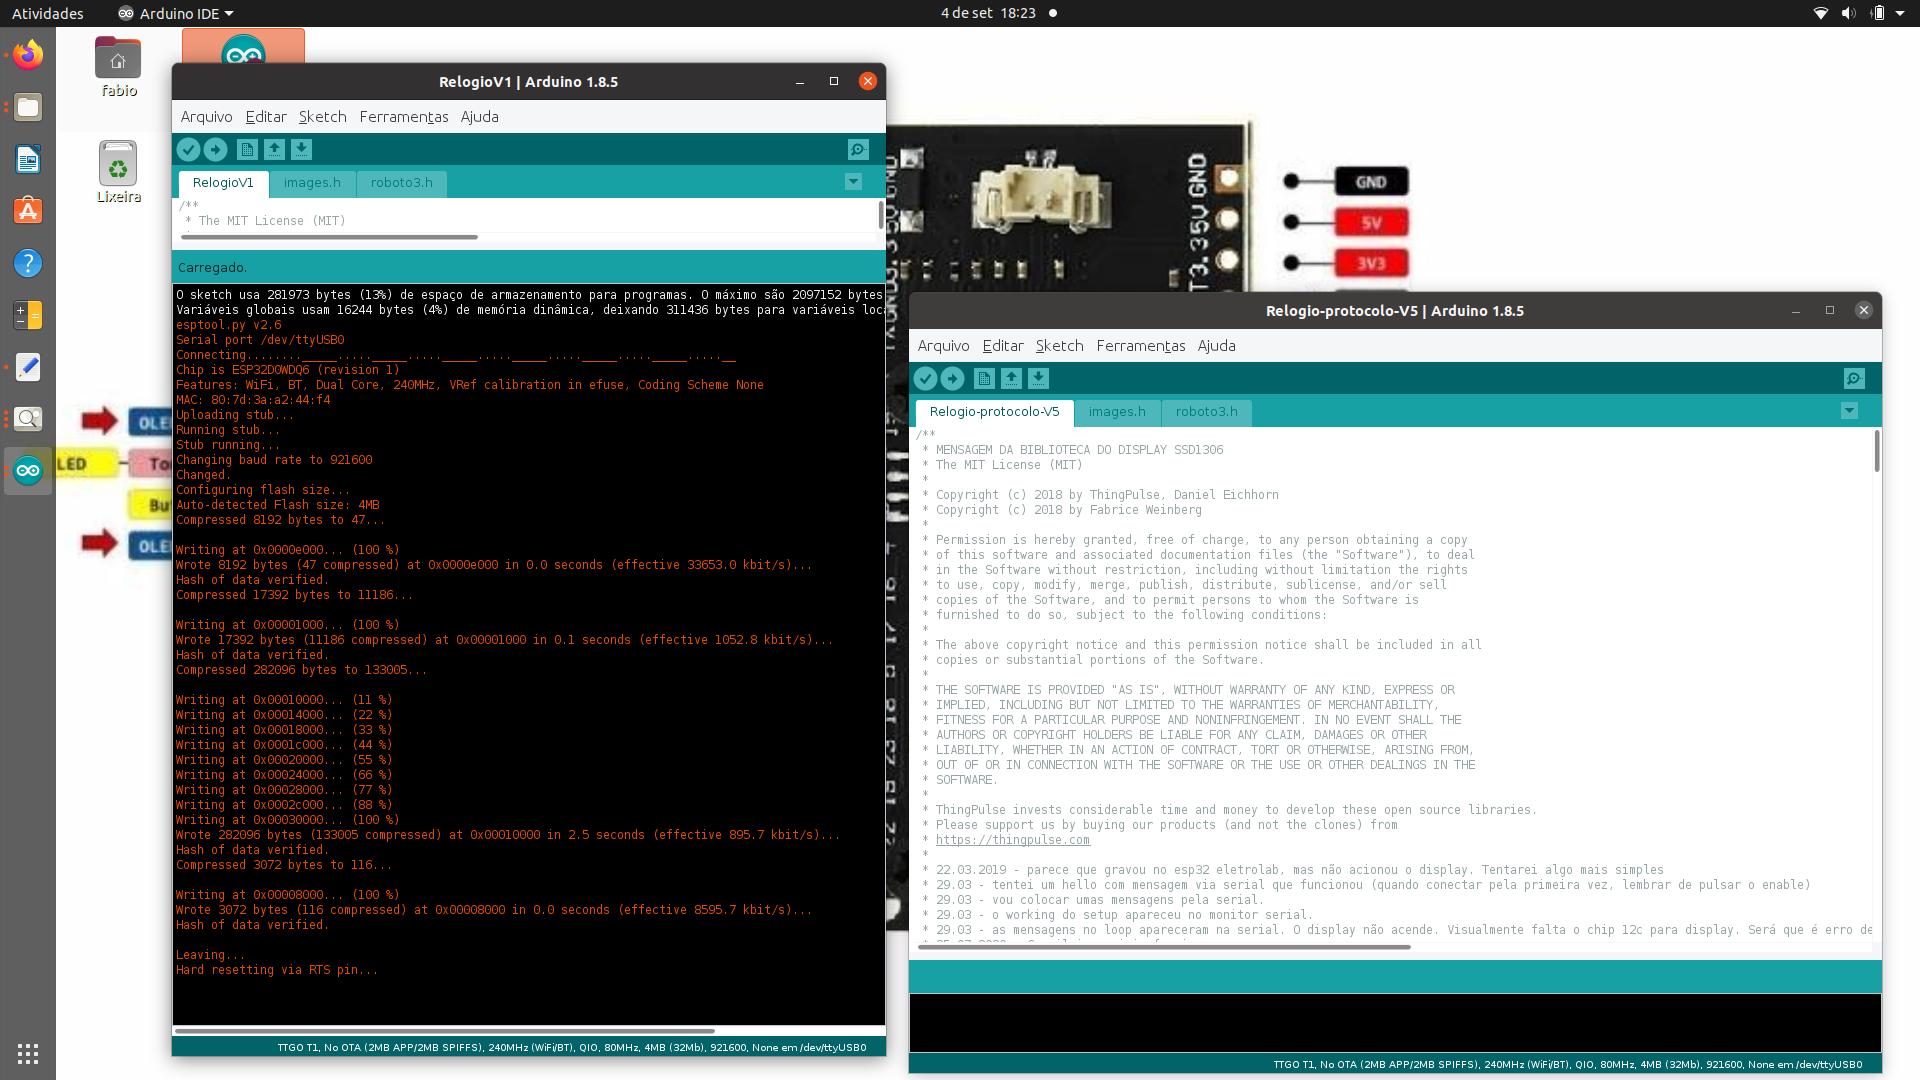 Atividades
Arduino IDE
4 de set 18:23
fabio
Lixeira
RelogioV1 | Arduino 1.8.5
Arquivo Editar Sketch Ferramentas Ajuda
RelogioV1 images.h roboto3.h
/**
* The MIT License (MIT)
Carregado.
O sketch usa 281973 bytes (13%) de espaço de armazenamento para programas. O máximo são 2097152 bytes
Variáveis globais usam 16244 bytes (4%) de memória dinâmica, deixando 311436 bytes para variáveis loc
esptool.py v2.6
Serial port /dev/ttyUSB0
Connecting........_____....._____....._____....._____....._____....._____.....__
Chip is ESP32D0WDQ6 (revision 1)
Features: WiFi, BT, Dual Core, 240MHz, VRef calibration in efuse, Coding Scheme None
MAC: 80:7d:3a:a2:44:f4
Uploading stub...
Running stub...
Stub running...
Changing baud rate to 921600
Changed.
Configuring flash size...
Auto-detected Flash size: 4MB
Compressed 8192 bytes to 47...
Writing at 0x0000e000... (100 %)
Wrote 8192 bytes (47 compressed) at 0x0000e000 in 0.0 seconds (effective 33653.0 kbit/s)...
Hash of data verified.
Compressed 17392 bytes to 11186...
Writing at 0x00001000... (100 %)
Wrote 17392 bytes (11186 compressed) at 0x00001000 in 0.1 seconds (effective 1052.8 kbit/s)...
Hash of data verified.
Compressed 282096 bytes to 133005...
Writing at 0x00010000... (11 %)
Writing at 0x00014000... (22 %)
Writing at 0x00018000... (33 %)
Writing at 0x0001c000... (44 %)
Writing at 0x00020000... (55 %)
Writing at 0x00024000... (66 %)
Writing at 0x00028000... (77 %)
Writing at 0x0002c000... (88 %)
Writing at 0x00030000... (100 %)
Wrote 282096 bytes (133005 compressed) at 0x00010000 in 2.5 seconds (effective 895.7 kbit/s)...
Hash of data verified.
Compressed 3072 bytes to 116...
Writing at 0x00008000... (100 %)
Wrote 3072 bytes (116 compressed) at 0x00008000 in 0.0 seconds (effective 8595.7 kbit/s)...
Hash of data verified.
Leaving...
Hard resetting via RTS pin...
TTGO T1, No OTA (2MB APP/2MB SPIFFS), 240MHz (WiFi/BT), QIO, 80MHz, 4MB (32Mb), 921600, None em /dev/ttyUSB0
GND
5V
3V3
GND
5V
3.3
Relogio-protocolo-V5 | Arduino 1.8.5
Arquivo Editar Sketch Ferramentas Ajuda
Relogio-protocolo-V5 images.h roboto3.h
/**
* MENSAGEM DA BIBLIOTECA DO DISPLAY SSD1306
* The MIT License (MIT)
*
* Copyright (c) 2018 by ThingPulse, Daniel Eichhorn
* Copyright (c) 2018 by Fabrice Weinberg
*
* Permission is hereby granted, free of charge, to any person obtaining a copy
* of this software and associated documentation files (the "Software"), to deal
* in the Software without restriction, including without limitation the rights
* to use, copy, modify, merge, publish, distribute, sublicense, and/or sell
* copies of the Software, and to permit persons to whom the Software is
* furnished to do so, subject to the following conditions:
*
* The above copyright notice and this permission notice shall be included in all
* copies or substantial portions of the Software.
*
* THE SOFTWARE IS PROVIDED "AS IS", WITHOUT WARRANTY OF ANY KIND, EXPRESS OR
* IMPLIED, INCLUDING BUT NOT LIMITED TO THE WARRANTIES OF MERCHANTABILITY,
* FITNESS FOR A PARTICULAR PURPOSE AND NONINFRINGEMENT. IN NO EVENT SHALL THE
* AUTHORS OR COPYRIGHT HOLDERS BE LIABLE FOR ANY CLAIM, DAMAGES OR OTHER
* LIABILITY, WHETHER IN AN ACTION OF CONTRACT, TORT OR OTHERWISE, ARISING FROM,
* OUT OF OR IN CONNECTION WITH THE SOFTWARE OR THE USE OR OTHER DEALINGS IN THE
* SOFTWARE.
*
* ThingPulse invests considerable time and money to develop these open source libraries.
* Please support us by buying our products (and not the clones) from
* https://thingpulse.com
*
* 22.03.2019 - parece que gravou no esp32 eletrolab, mas não acionou o display. Tentarei algo mais simples
* 29.03 - tentei um hello com mensagem via serial que funcionou (quando conectar pela primeira vez, lembrar de pulsar o enable)
* 29.03 - vou colocar umas mensagens pela serial.
* 29.03 - o working do setup apareceu no monitor serial.
* 29.03 - as mensagens no loop apareceram na serial. O display não acende. Visualmente falta o chip 12c para display. Será que é erro de
TTGO T1, No OTA (2MB APP/2MB SPIFFS), 240MHz (WiFi/BT), QIO, 80MHz, 4MB (32Mb), 921600, None em /dev/ttyUSB0
OLE
LED
To
Bu
OLE